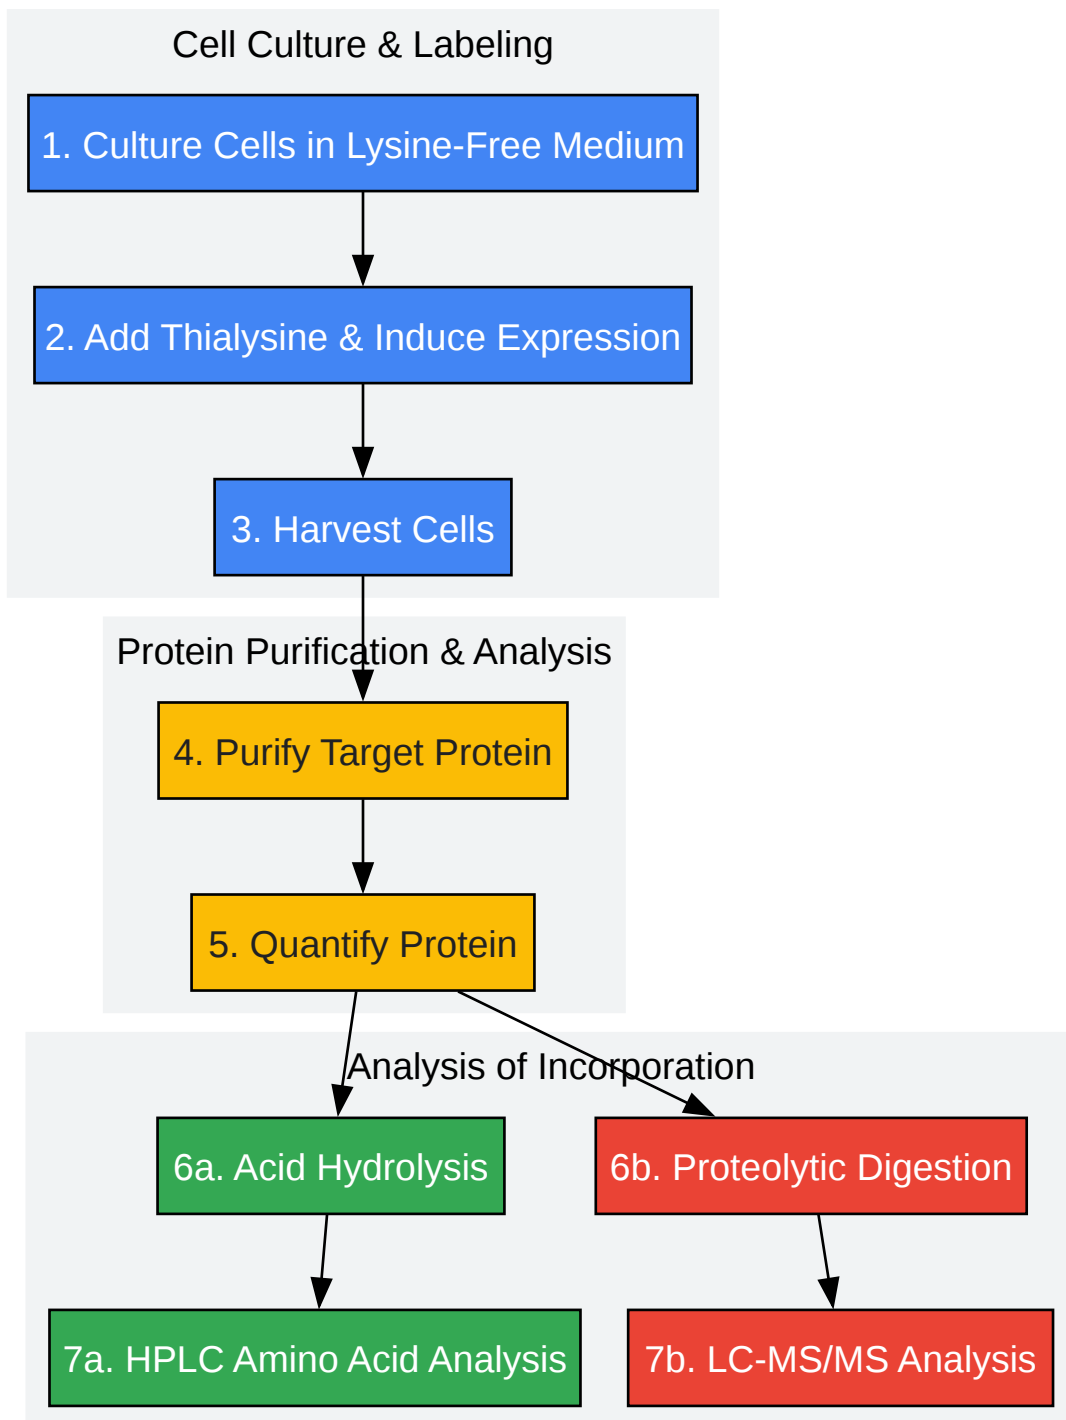 Cell Culture & Labeling
1. Culture Cells in Lysine-Free Medium
2. Add Thialysine & Induce Expression
3. Harvest Cells
Protein Purification & Analysis
4. Purify Target Protein
5. Quantify Protein
Analysis of Incorporation
6a. Acid Hydrolysis
6b. Proteolytic Digestion
7a. HPLC Amino Acid Analysis
7b. LC-MS/MS Analysis